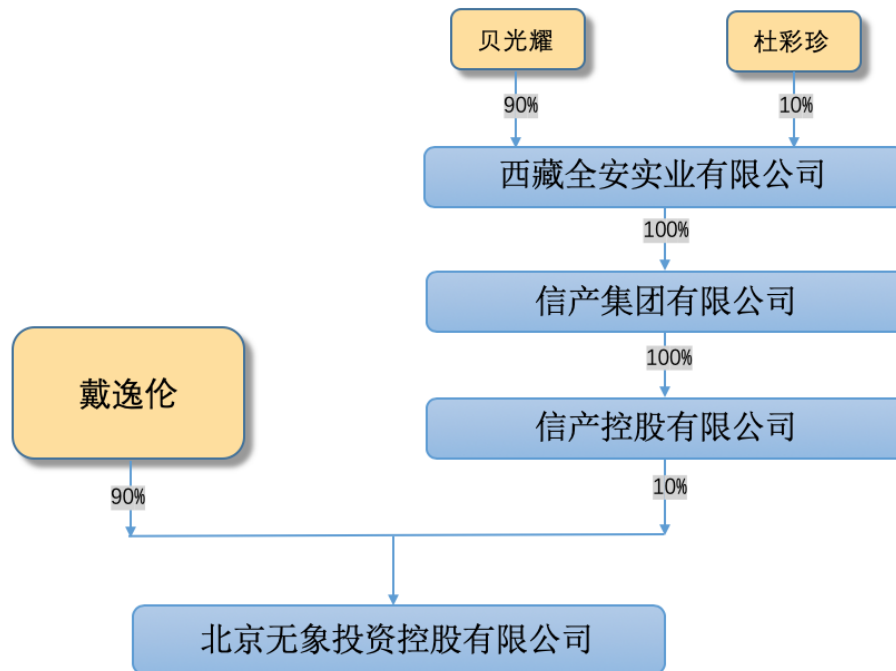 贝光耀
杜彩珍
90%
10%
西藏全安实业有限公司
100%
信产集团有限公司
100%
戴逸伦
信产控股有限公司
90%
10%
北京无象投资控股有限公司